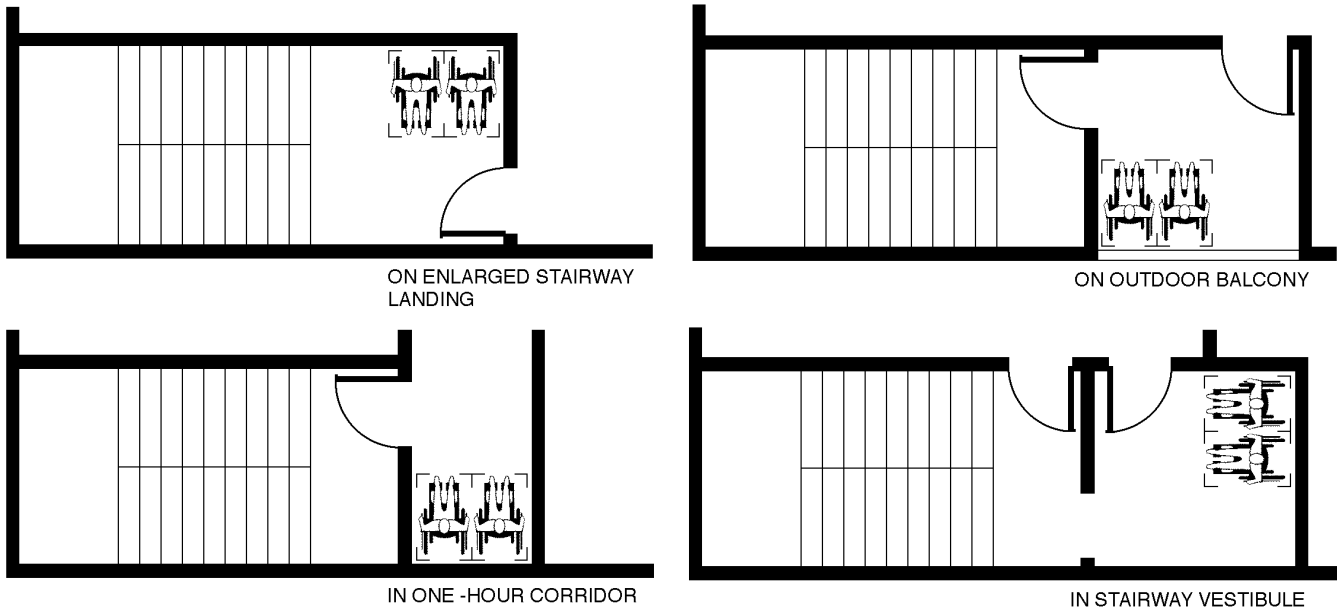 ON ENLARGED STAIRWAY
LANDING
ON OUTDOOR BALCONY
IN ONE -HOUR CORRIDOR
IN STAIRWAY VESTIBULE